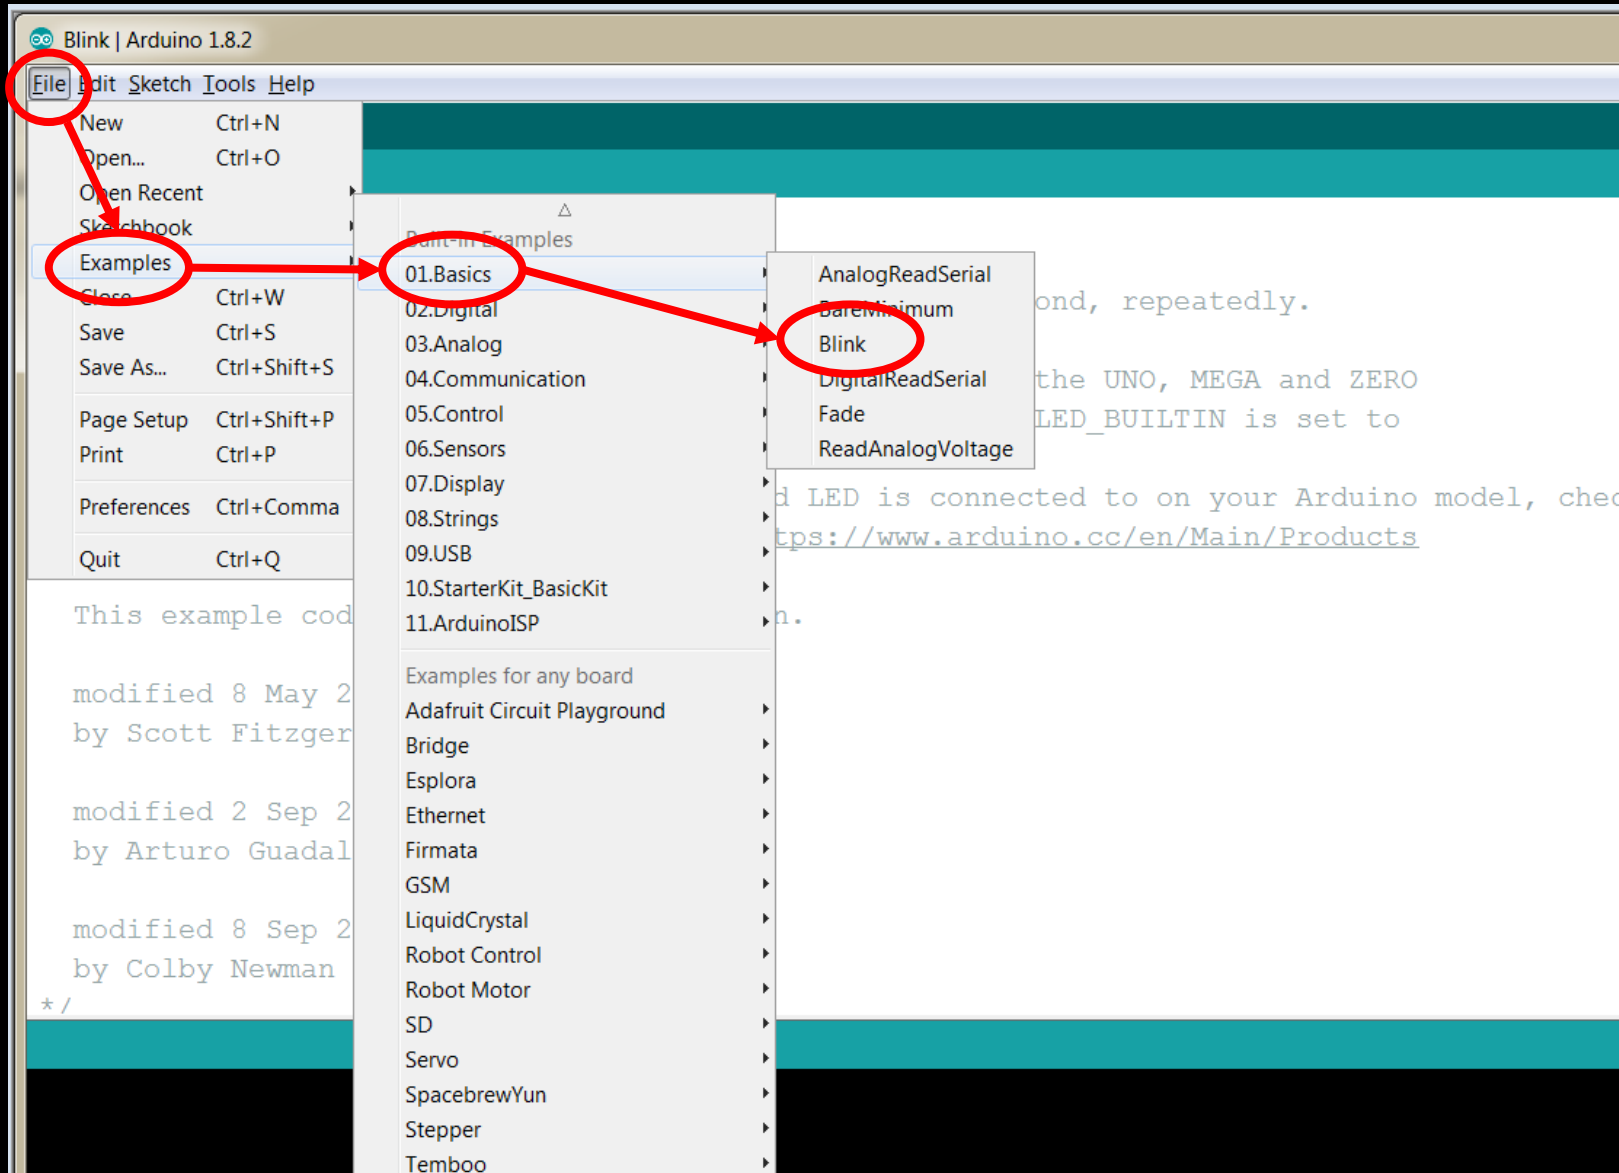 Blink | Arduino 1.8.2
File Edit Sketch Tools Help
New Ctrl+N
Open... Ctrl+O
Open Recent
Sketchbook
Examples
Close Ctrl+W
Save Ctrl+S
Save As... Ctrl+Shift+S
Page Setup Ctrl+Shift+P
Print Ctrl+P
Preferences Ctrl+Comma
Quit Ctrl+Q
Built-in Examples
01.Basics
02.Digital
03.Analog
04.Communication
05.Control
06.Sensors
07.Display
08.Strings
09.USB
10.StarterKit_BasicKit
11.ArduinoISP
Examples for any board
Adafruit Circuit Playground
Bridge
Esplora
Ethernet
Firmata
GSM
LiquidCrystal
Robot Control
Robot Motor
SD
Servo
SpacebrewYun
Stepper
Temboo
AnalogReadSerial
BareMinimum
Blink
DigitalReadSerial
Fade
ReadAnalogVoltage
ond, repeatedly.
the UNO, MEGA and ZERO
LED_BUILTIN is set to
d LED is connected to on your Arduino model, chec
tps://www.arduino.cc/en/Main/Products
This example cod n.
modified 8 May 2
by Scott Fitzger
modified 2 Sep 2
by Arturo Guadal
modified 8 Sep 2
by Colby Newman
*/